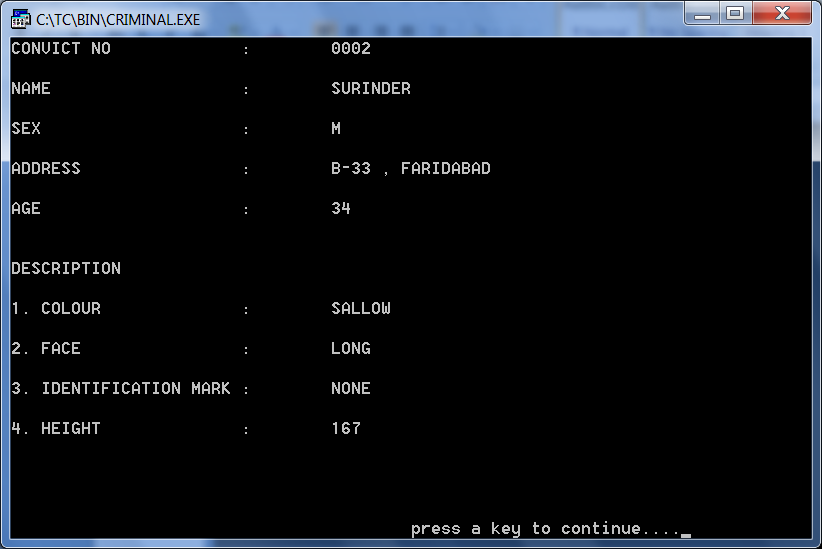 C:\TC\BIN\CRIMINAL.EXE
CONVICT NO : 0002
NAME : SURINDER
SEX : M
ADDRESS : B-33 , FARIDABAD
AGE : 34
DESCRIPTION
1. COLOUR : SALLOW
2. FACE : LONG
3. IDENTIFICATION MARK : NONE
4. HEIGHT : 167
press a key to continue...._